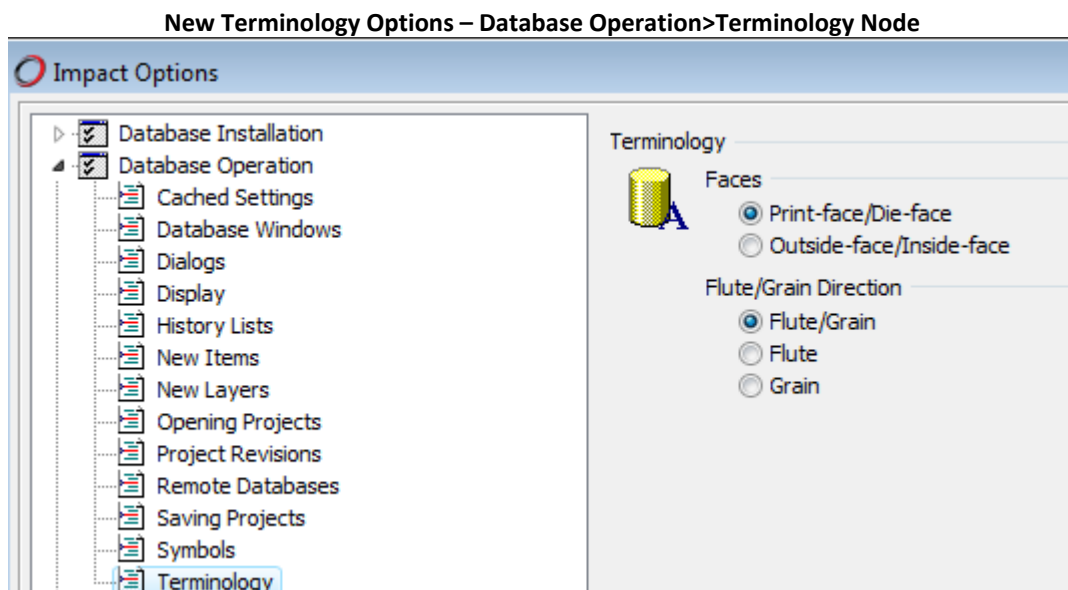 New Terminology Options – Database Operation>Terminology Node
Impact Options
Database Installation
Database Operation
Cached Settings
Database Windows
Dialogs
Display
History Lists
New Items
New Layers
Opening Projects
Project Revisions
Remote Databases
Saving Projects
Symbols
Terminology
Terminology
Faces
Print-face/Die-face
Outside-face/Inside-face
Flute/Grain Direction
Flute/Grain
Flute
Grain